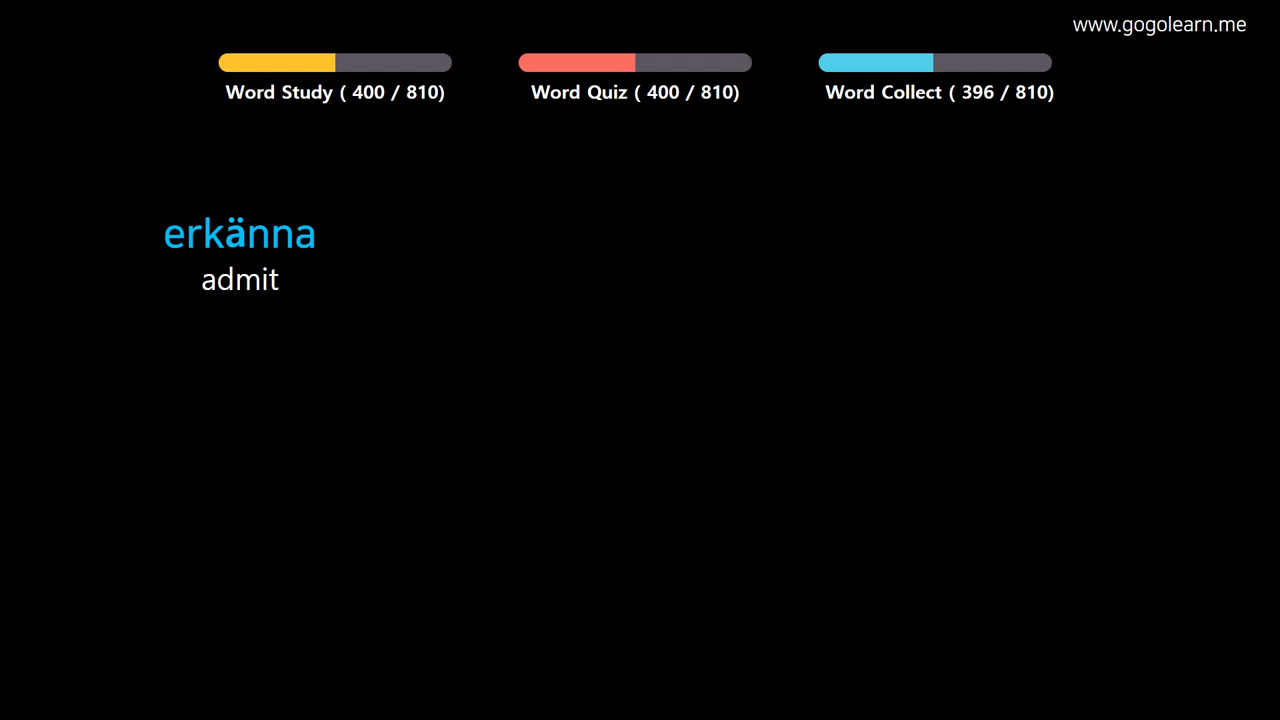 www.gogolearn.me
Word Study ( 400 / 810)
Word Quiz ( 400 / 810)
Word Collect ( 396 / 810)
erkänna
admit